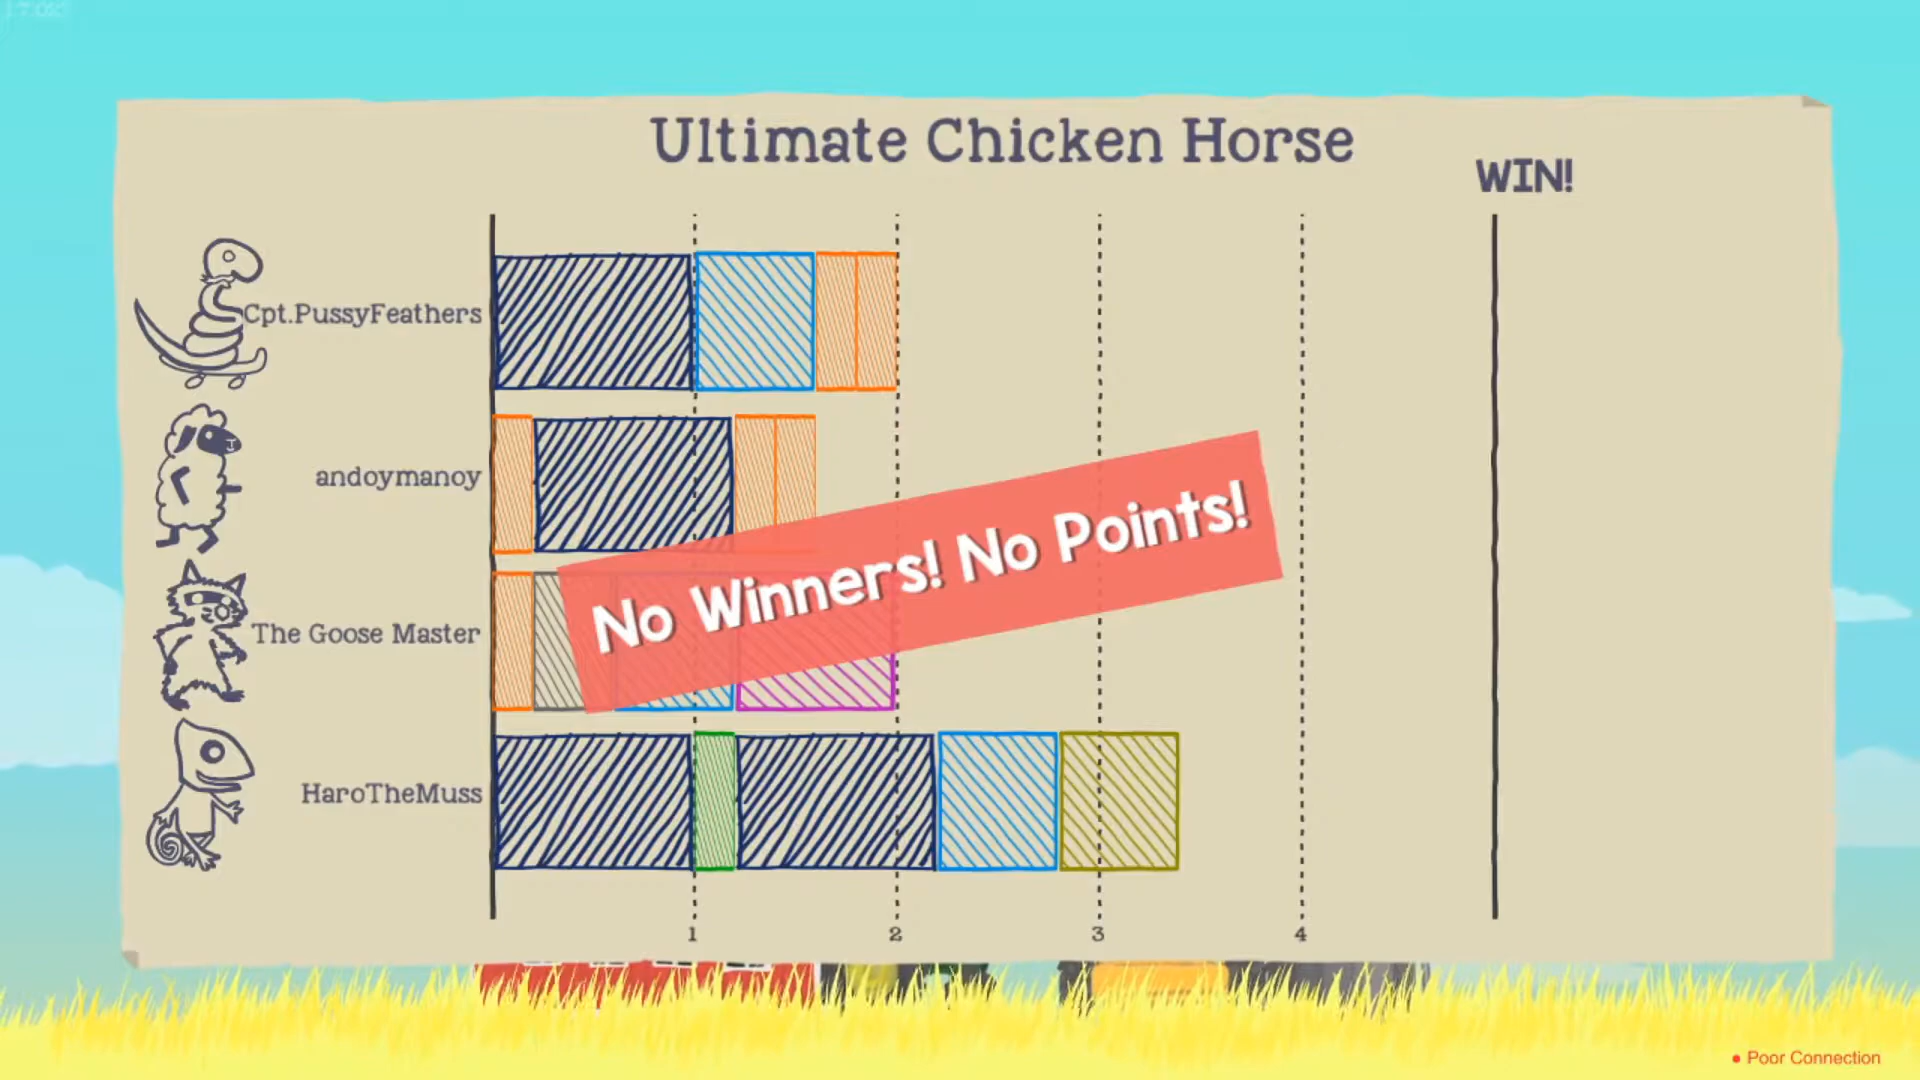 Ultimate Chicken Horse
WIN!
Cpt.PussyFeathers
andoymanoy
No Winners! No Points!
The Goose Master
HaroTheMuss
1 2 3 4
Poor Connection